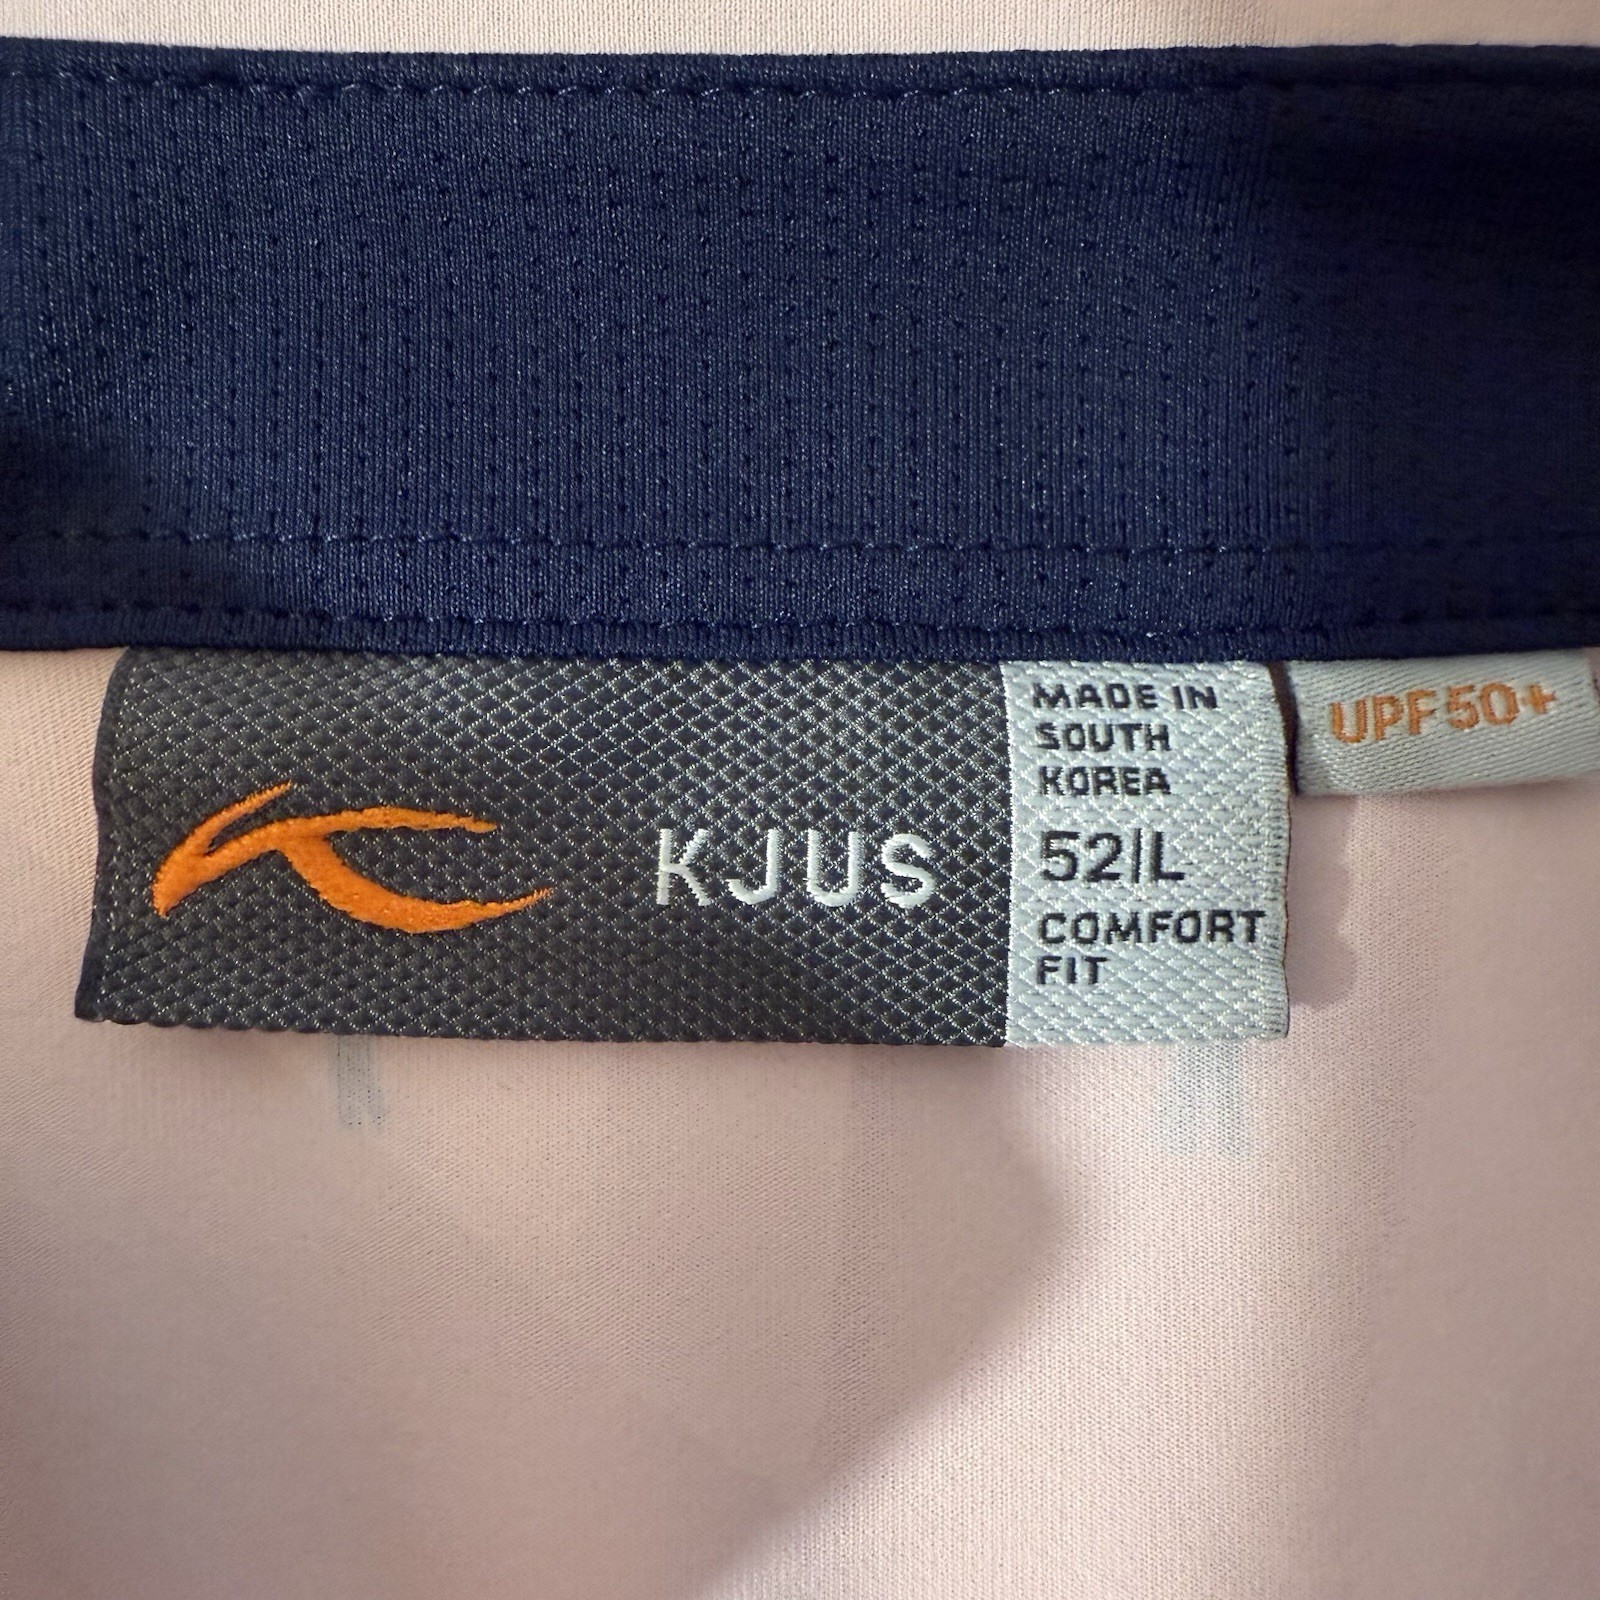 KJUS
MADE IN
SOUTH
KOREA
52/L
COMFORT
FIT
UPF 50+